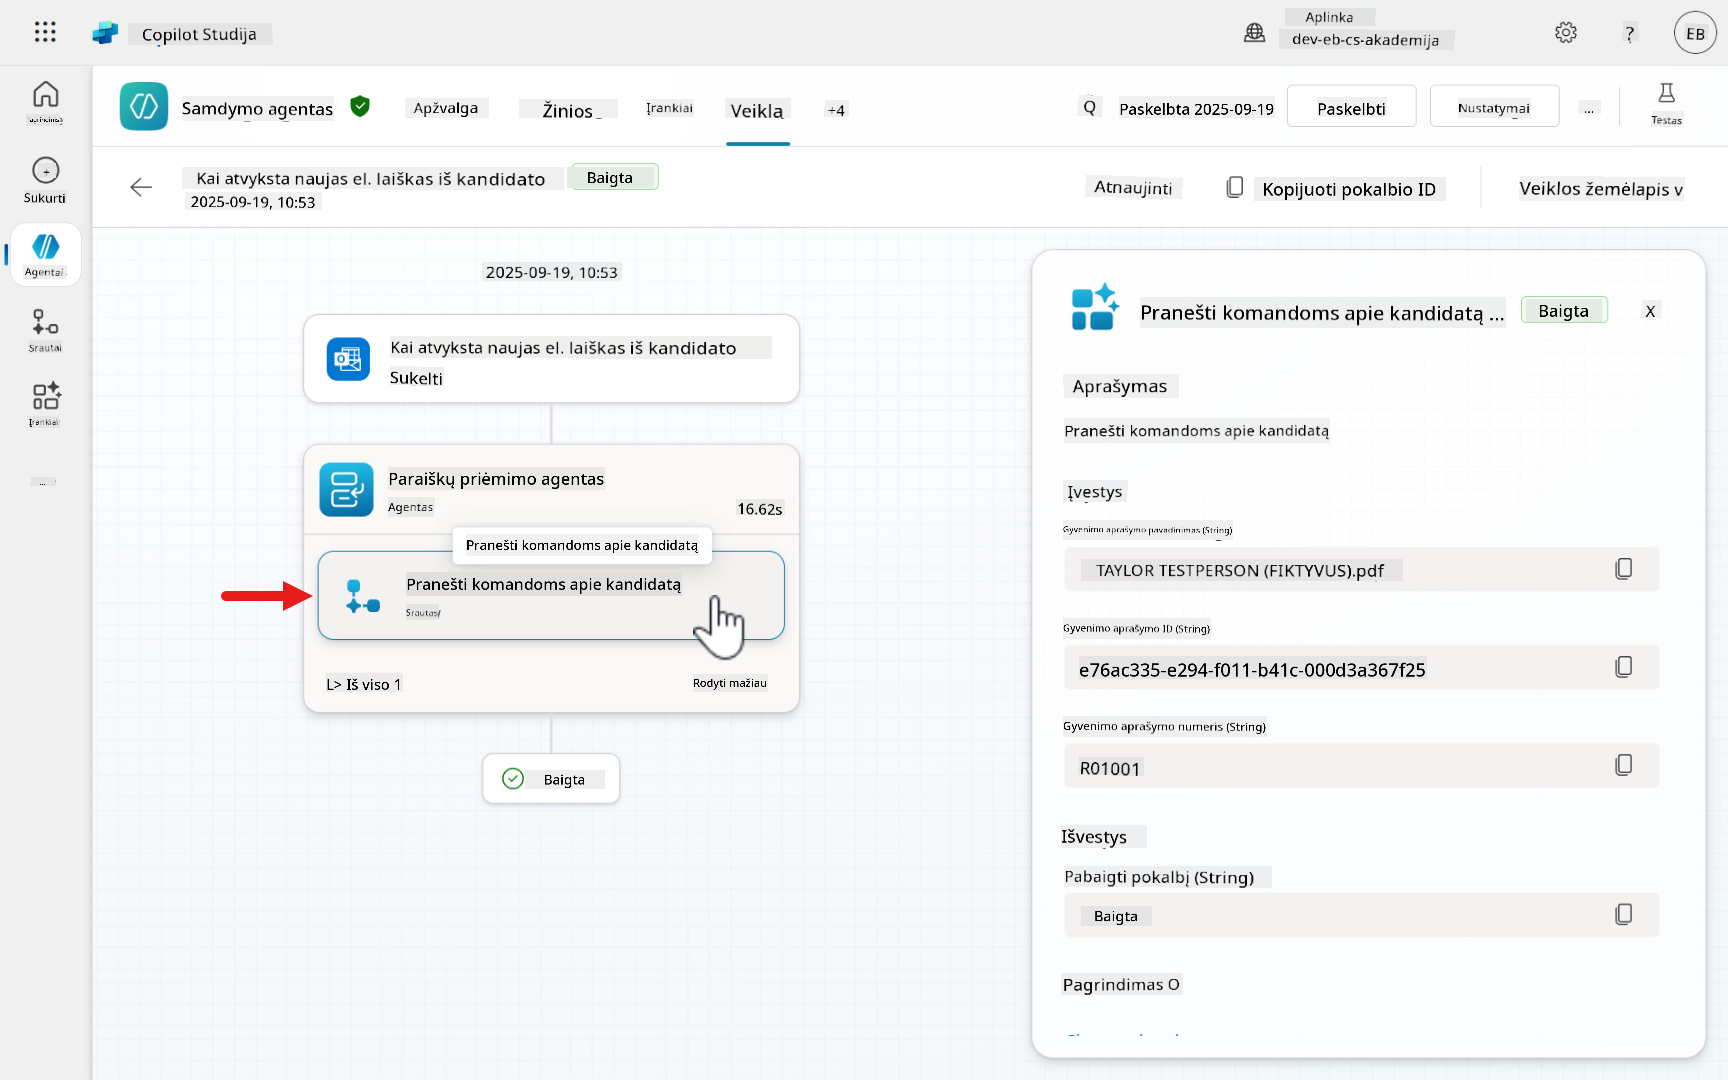 Copilot Studija
Aplinka
dev-eb-cs-akademija
?
EB
Samdymo agentas
Apžvalga
Žinios
Įrankiai
Veikla
+4
Q
Paskelbta 2025-09-19
Paskelbti
Nustatymai
...
Testas
Sukurti
Agentai
Srautai
Įrankiai
...
Kai atvyksta naujas el. laiškas iš kandidato
Baigta
2025-09-19, 10:53
Atnaujinti
Kopijuoti pokalbio ID
Veiklos žemėlapis v
2025-09-19, 10:53
Kai atvyksta naujas el. laiškas iš kandidato
Sukelti
Paraiškų priėmimo agentas
Agentas
16.62s
Pranešti komandoms apie kandidatą
Pranešti komandoms apie kandidatą
Srautas/
L> Iš viso 1
Rodyti mažiau
Baigta
Pranešti komandoms apie kandidatą ...
Baigta
X
Aprašymas
Pranešti komandoms apie kandidatą
Įvestys
Gyvenimo aprašymo pavadinimas (String)
TAYLOR TESTPERSON (FIKTYVUS).pdf
Gyvenimo aprašymo ID (String)
e76ac335-e294-f011-b41c-000d3a367f25
Gyvenimo aprašymo numeris (String)
R01001
Išvestys
Pabaigti pokalbį (String)
Baigta
Pagrindimas O